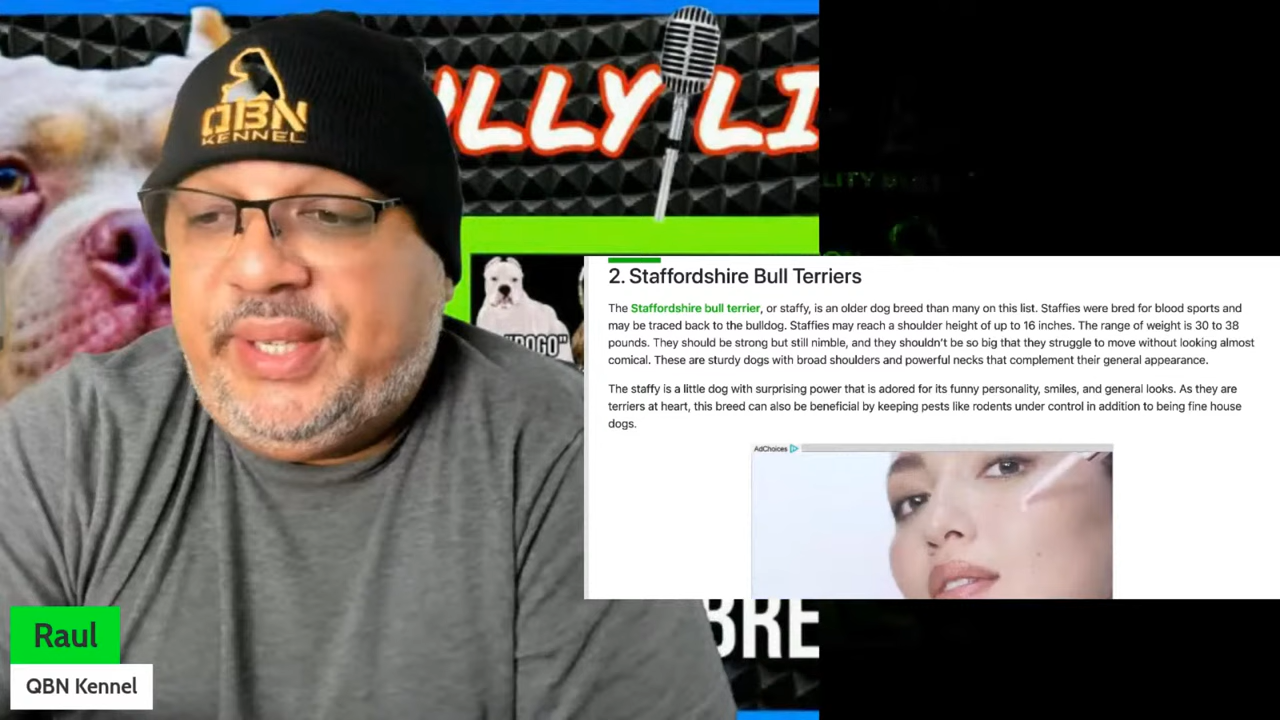 QBN
KENNEL
ULLY LI
LITY
"DOGO"
2. Staffordshire Bull Terriers
The Staffordshire bull terrier, or staffy, is an older dog breed than many on this list. Staffies were bred for blood sports and
may be traced back to the bulldog. Staffies may reach a shoulder height of up to 16 inches. The range of weight is 30 to 38
pounds. They should be strong but still nimble, and they shouldn't be so big that they struggle to move without looking almost
comical. These are sturdy dogs with broad shoulders and powerful necks that complement their general appearance.
The staffy is a little dog with surprising power that is adored for its funny personality, smiles, and general looks. As they are
terriers at heart, this breed can also be beneficial by keeping pests like rodents under control in addition to being fine house
dogs.
AdChoices
BRE
Raul
QBN Kennel